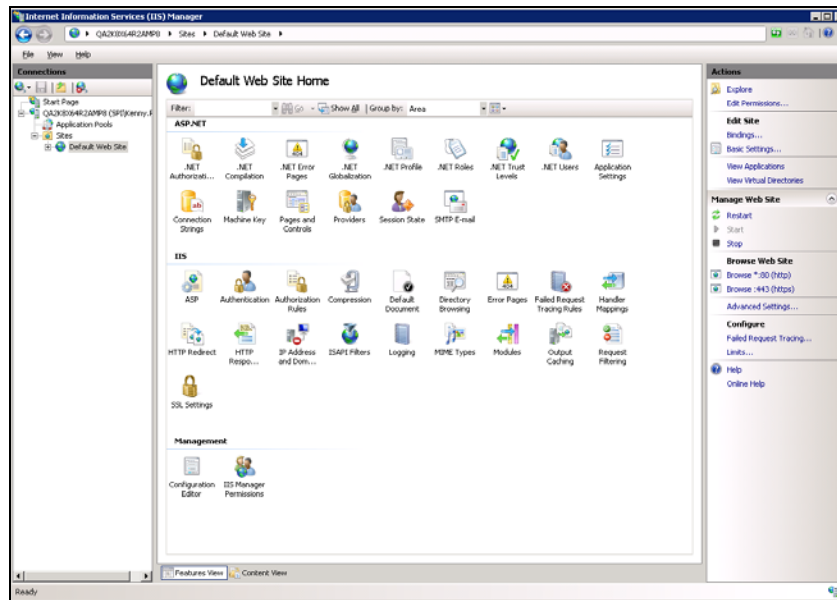 Internet Information Services (IIS) Manager
QA2K8X64R2AMP8 Sites Default Web Site
File View Help
Connections
Start Page
QA2K8X64R2AMP8 (SPI\Kenny.F
Application Pools
Sites
Default Web Site
Default Web Site Home
Filter: Go Show All Group by: Area
ASP.NET
.NET Authorizati... .NET Compilation .NET Error Pages .NET Globalization .NET Profile .NET Roles .NET Trust Levels .NET Users Application Settings
Connection Strings Machine Key Pages and Controls Providers Session State SMTP E-mail
IIS
ASP Authentication Authorization Rules Compression Default Document Directory Browsing Error Pages Failed Request Tracing Rules Handler Mappings
HTTP Redirect HTTP Respo... IP Address and Dom... ISAPI Filters Logging MIME Types Modules Output Caching Request Filtering
SSL Settings
Management
Configuration Editor IIS Manager Permissions
Features View Content View
Actions
Explore
Edit Permissions...
Edit Site
Bindings...
Basic Settings...
View Applications
View Virtual Directories
Manage Web Site
Restart
Start
Stop
Browse Web Site
Browse *:80 (http)
Browse :443 (https)
Advanced Settings...
Configure
Failed Request Tracing...
Limits...
Help
Online Help
Ready